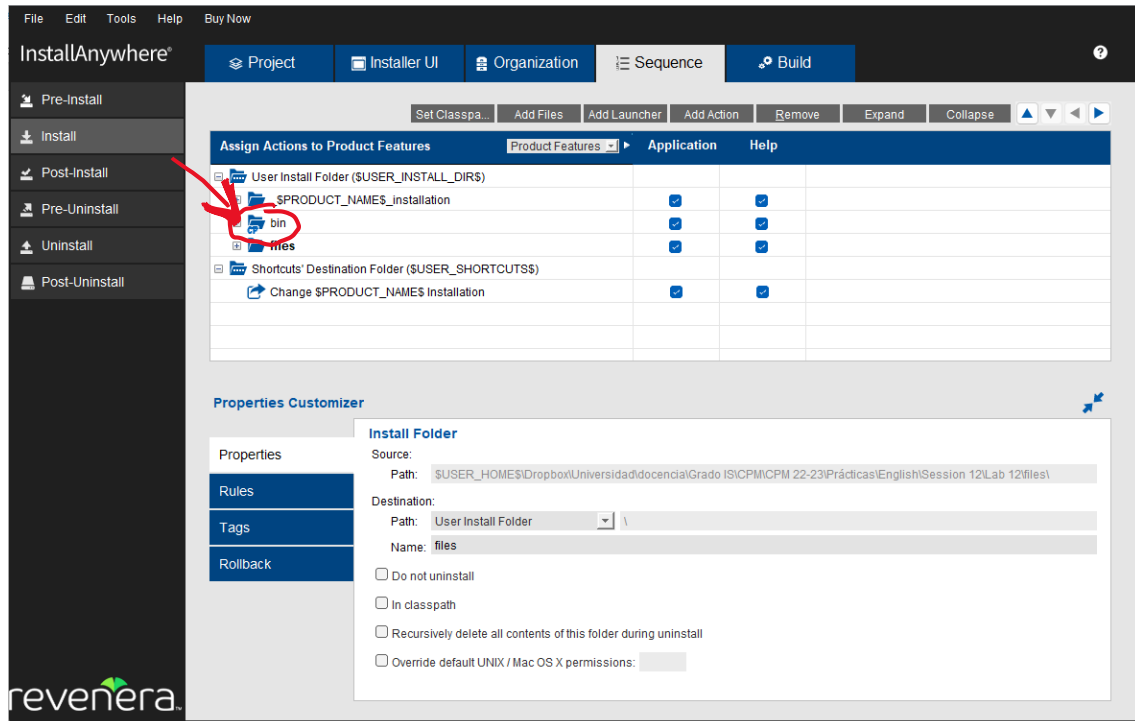 File Edit Tools Help Buy Now
InstallAnywhere®
Project Installer UI Organization Sequence Build ?
Pre-Install
Install
Post-Install
Pre-Uninstall
Uninstall
Post-Uninstall
Set Classpa... Add Files Add Launcher Add Action Remove Expand Collapse
Assign Actions to Product Features Product Features Application Help
User Install Folder ($USER_INSTALL_DIR$)
_$PRODUCT_NAME$_installation
CP bin
files
Shortcuts' Destination Folder ($USER_SHORTCUTS$)
Change $PRODUCT_NAME$ Installation
Properties Customizer
Properties
Rules
Tags
Rollback
Install Folder
Source:
Path: $USER_HOME$\Dropbox\Universidad\docencia\Grado IS\CPM\CPM 22-23\Prácticas\English\Session 12\Lab 12\files\
Destination:
Path: User Install Folder \
Name: files
Do not uninstall
In classpath
Recursively delete all contents of this folder during uninstall
Override default UNIX / Mac OS X permissions:
revenera